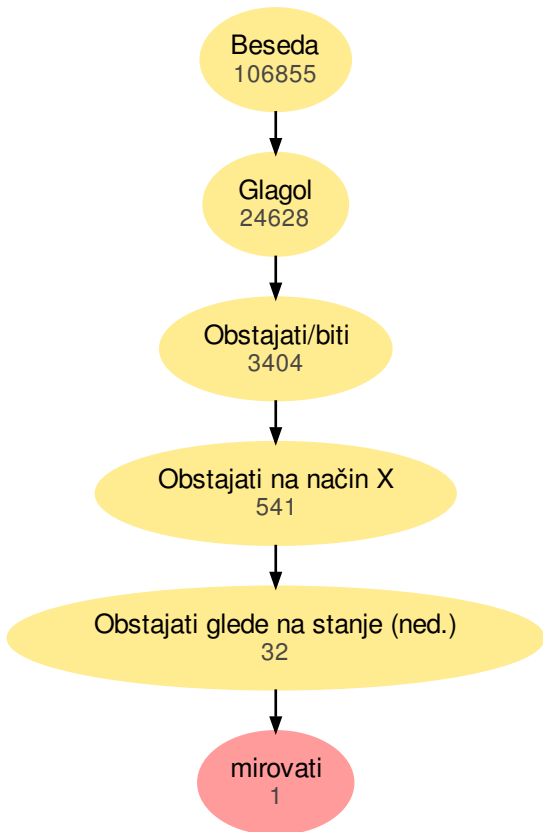 Beseda
106855
Glagol
24628
Obstajati/biti
3404
Obstajati na način X
541
Obstajati glede na stanje (ned.)
32
mirovati
1